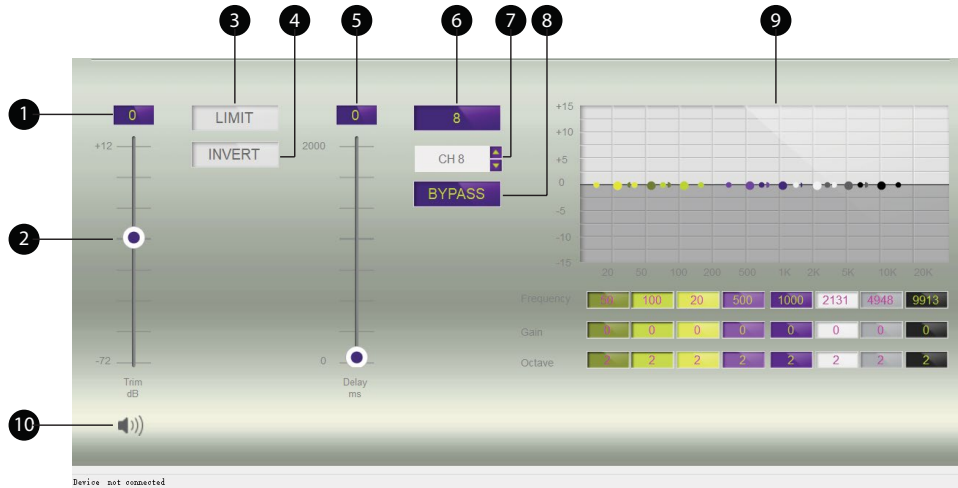 3 4 5 6 7 8 9
1
0
LIMIT
0
8
+15
+12
INVERT
2000
CH 8
+10
+5
BYPASS
0
-5
2
-10
-15
20 50 100 200 500 1K 2K 5K 10K 20K
Frequency 50 100 20 500 1000 2131 4948 9913
Gain 0 0 0 0 0 0 0 0
-72
0
Octave 2 2 2 2 2 2 2 2
Trim
dB
Delay
ms
10
Device not connected